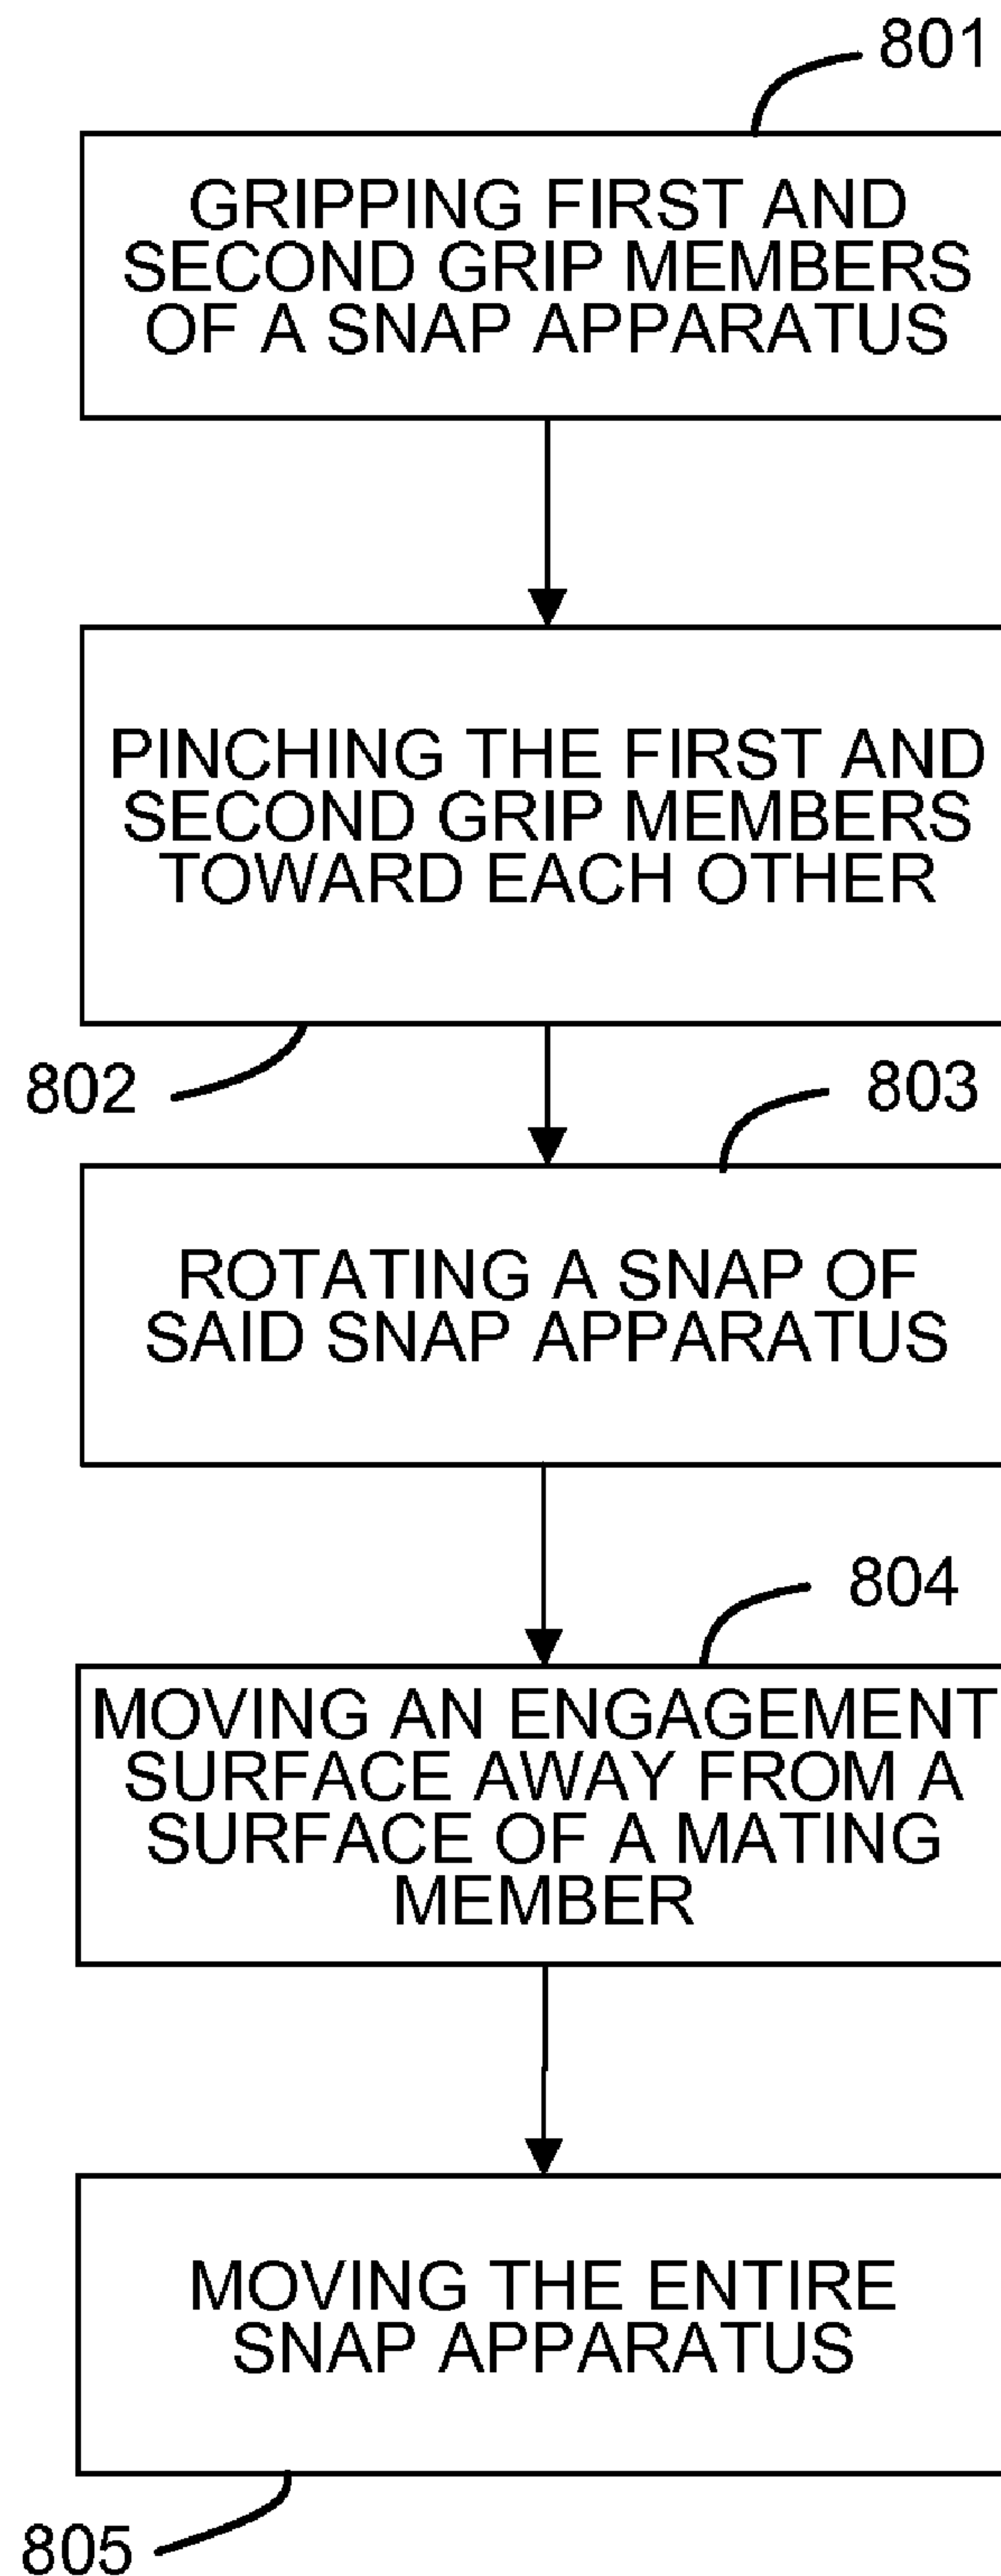 801
GRIPPING FIRST AND
SECOND GRIP MEMBERS
OF A SNAP APPARATUS
PINCHING THE FIRST AND
SECOND GRIP MEMBERS
TOWARD EACH OTHER
802
803
ROTATING A SNAP OF
SAID SNAP APPARATUS
804
MOVING AN ENGAGEMENT
SURFACE AWAY FROM A
SURFACE OF A MATING
MEMBER
MOVING THE ENTIRE
SNAP APPARATUS
805